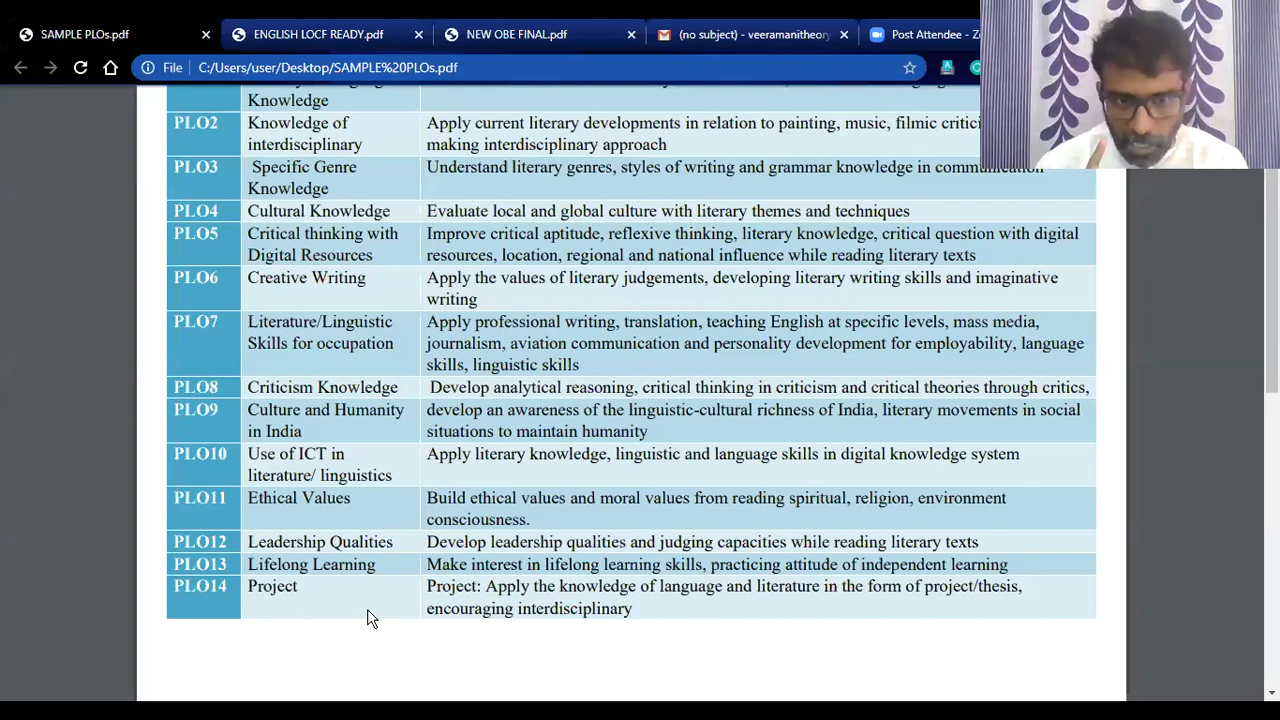 SAMPLE PLOs.pdf
ENGLISH LOCF READY.pdf
NEW OBE FINAL.pdf
(no subject) - veeramanitheory
Post Attendee - Z
File C:/Users/user/Desktop/SAMPLE%20PLOs.pdf
Knowledge
PLO2 Knowledge of Apply current literary developments in relation to painting, music, filmic
interdisciplinary making interdisciplinary approach
PLO3 Specific Genre Understand literary genres, styles of writing and grammar knowledge in communication
Knowledge
PLO4 Cultural Knowledge Evaluate local and global culture with literary themes and techniques
PLO5 Critical thinking with Improve critical aptitude, reflexive thinking, literary knowledge, critical question with digital
Digital Resources resources, location, regional and national influence while reading literary texts
PLO6 Creative Writing Apply the values of literary judgements, developing literary writing skills and imaginative
writing
PLO7 Literature/Linguistic Apply professional writing, translation, teaching English at specific levels, mass media,
Skills for occupation journalism, aviation communication and personality development for employability, language
skills, linguistic skills
PLO8 Criticism Knowledge Develop analytical reasoning, critical thinking in criticism and critical theories through critics,
PLO9 Culture and Humanity develop an awareness of the linguistic-cultural richness of India, literary movements in social
in India situations to maintain humanity
PLO10 Use of ICT in Apply literary knowledge, linguistic and language skills in digital knowledge system
literature/ linguistics
PLO11 Ethical Values Build ethical values and moral values from reading spiritual, religion, environment
consciousness.
PLO12 Leadership Qualities Develop leadership qualities and judging capacities while reading literary texts
PLO13 Lifelong Learning Make interest in lifelong learning skills, practicing attitude of independent learning
PLO14 Project Project: Apply the knowledge of language and literature in the form of project/thesis,
encouraging interdisciplinary